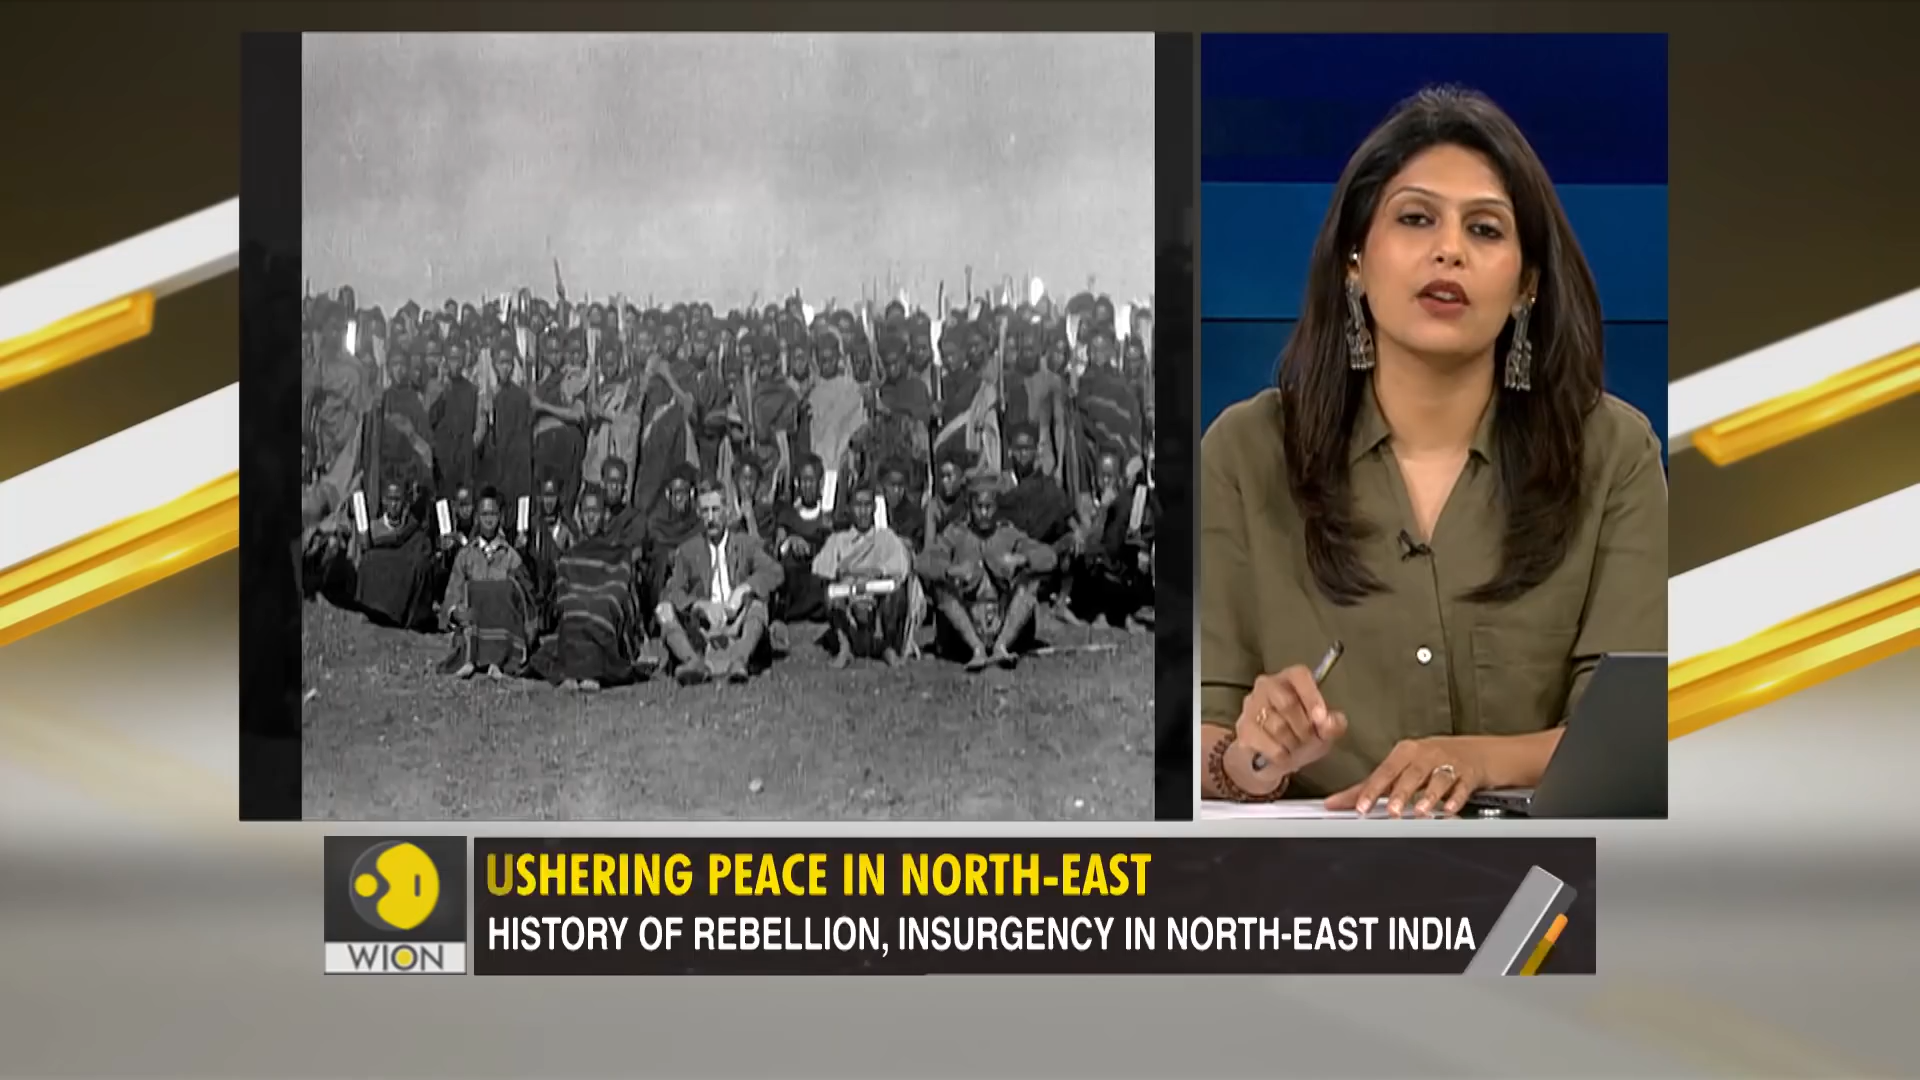 USHERING PEACE IN NORTH-EAST
HISTORY OF REBELLION, INSURGENCY IN NORTH-EAST INDIA
WION